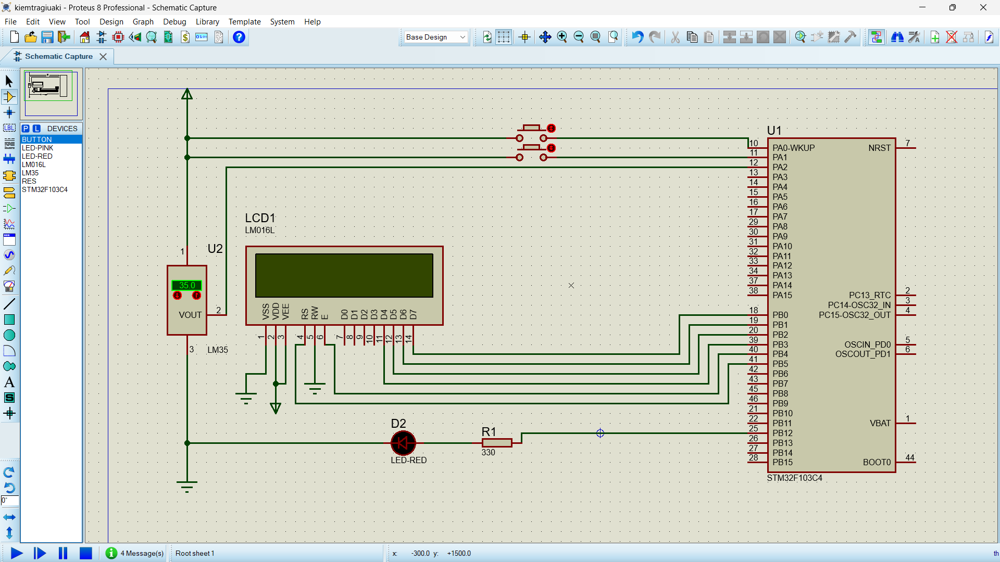 kiemtragiuaki - Proteus 8 Professional - Schematic Capture
File Edit View Tool Design Graph Debug Library Template System Help
Base Design
Schematic Capture
P L DEVICES
BUTTON
LED-PINK
LED-RED
LM016L
LM35
RES
STM32F103C4
LBL
A
S
0°
LCD1
LM016L
VSS VDD VEE RS RW E D0 D1 D2 D3 D4 D5 D6 D7
1 2 3 4 5 6 7 8 9 10 11 12 13 14
U2
1
35.0
VOUT 2
3 LM35
D2
LED-RED
R1
330
U1
10 PA0-WKUP NRST 7
11 PA1
12 PA2
13 PA3
14 PA4
15 PA5
16 PA6
17 PA7
29 PA8
30 PA9
31 PA10
32 PA11
33 PA12
34 PA13
37 PA14
38 PA15 PC13_RTC 2
PC14-OSC32_IN 3
18 PB0 PC15-OSC32_OUT 4
19 PB1
20 PB2
39 PB3 OSCIN_PD0 5
40 PB4 OSCOUT_PD1 6
41 PB5
42 PB6
43 PB7
45 PB8
46 PB9
21 PB10
22 PB11 VBAT 1
25 PB12
26 PB13
27 PB14
28 PB15 BOOT0 44
STM32F103C4
4 Message(s) Root sheet 1 x: -300.0 y: +1500.0 th